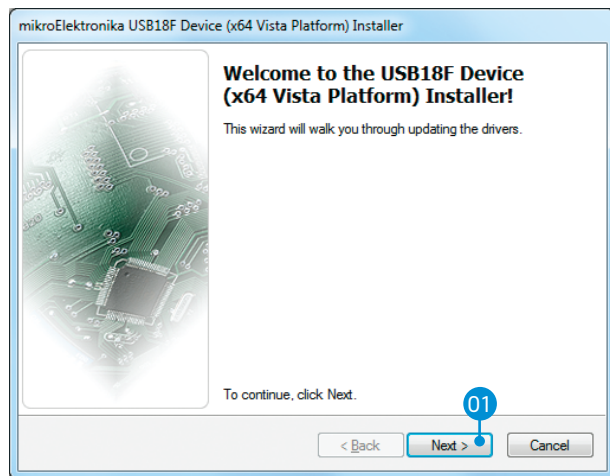 mikroElektronika USB18F Device (x64 Vista Platform) Installer
Welcome to the USB18F Device
(x64 Vista Platform) Installer!
This wizard will walk you through updating the drivers.
To continue, click Next.
01
< Back
Next >
Cancel